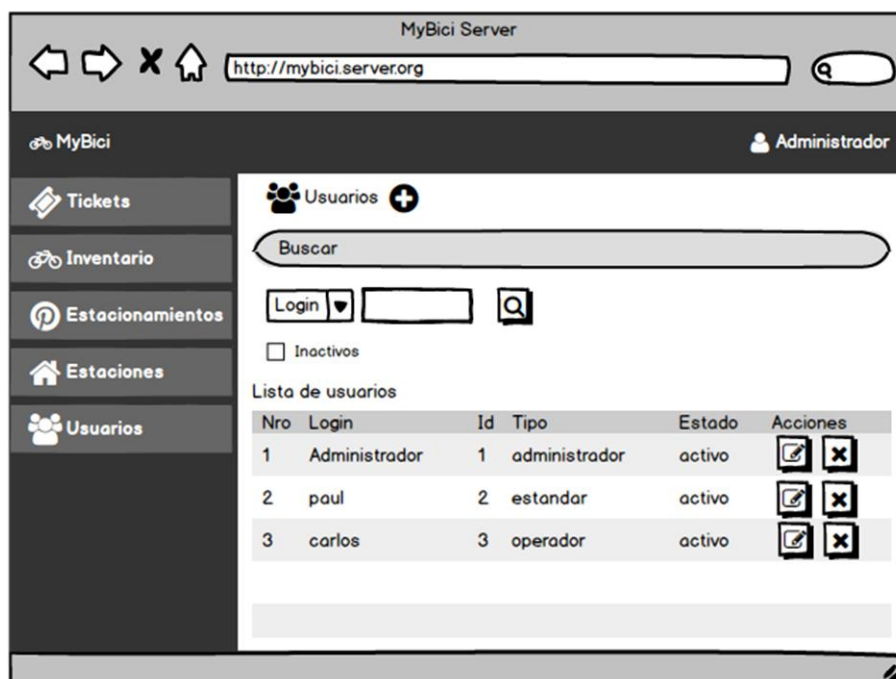 MyBici Server
http://mybici.server.org
MyBici Administrador
Tickets
Inventario
Estacionamientos
Estaciones
Usuarios
Usuarios
Buscar
Login
Inactivos
Lista de usuarios
Nro Login Id Tipo Estado Acciones
1 Administrador 1 administrador activo
2 paul 2 estandar activo
3 carlos 3 operador activo